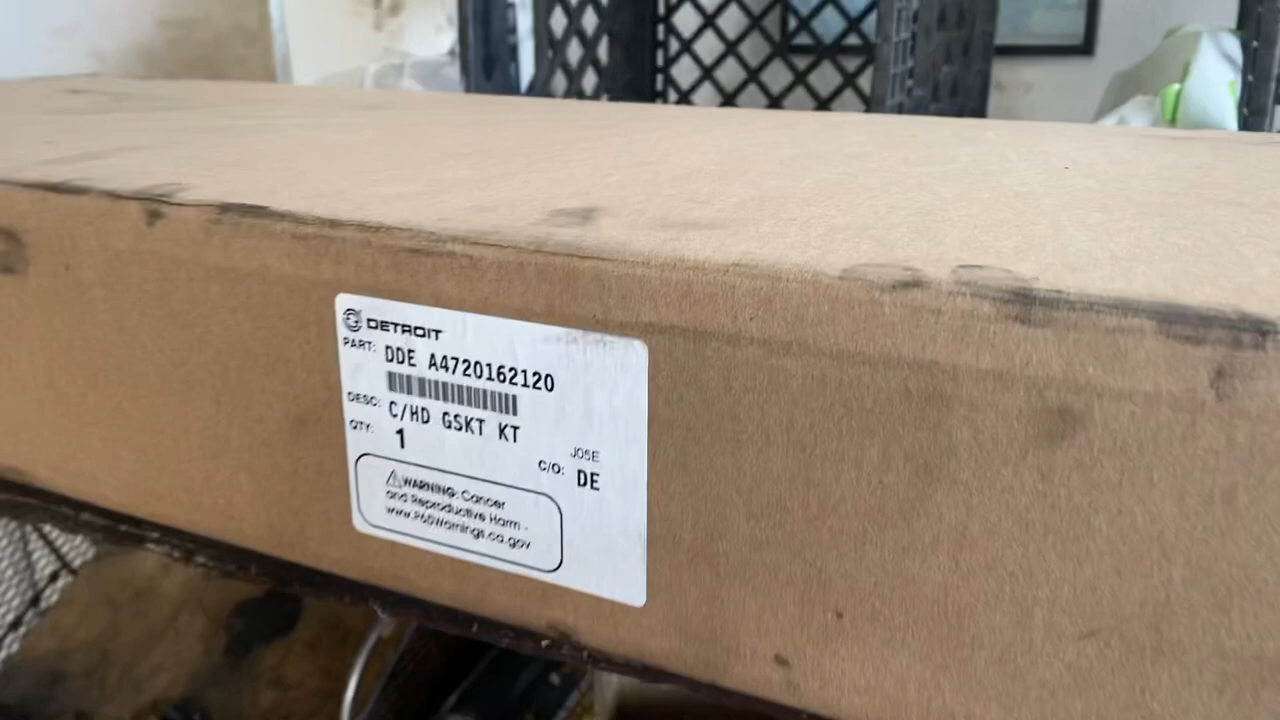 DETROIT
PART: DDE A4720162120
DESC: C/HD GSKT KT
QTY: 1
JOSE
C/O: DE
WARNING: Cancer
and Reproductive Harm -
www.P65Warnings.ca.gov